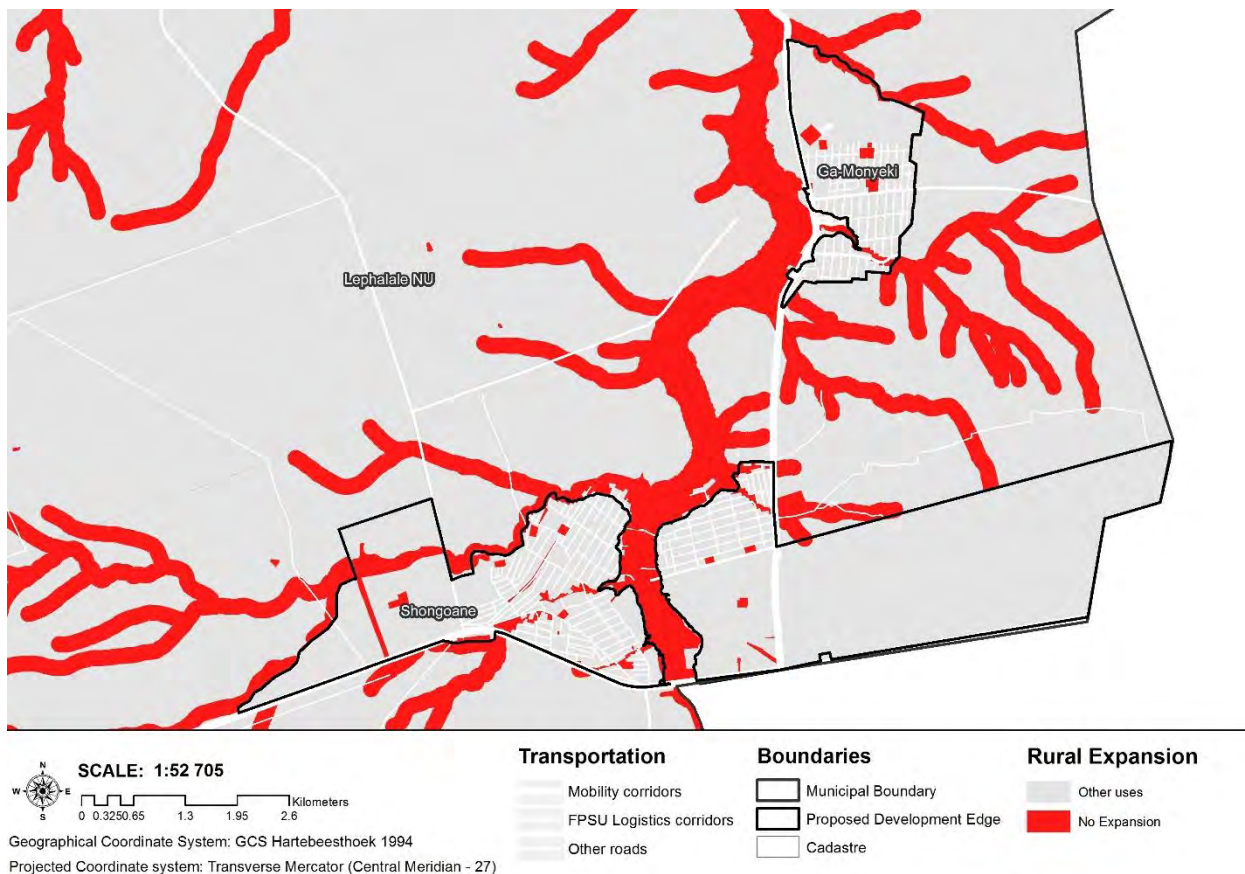 Ga-Monyeki
Lephalale NU
Shongoane
N
W E
S
SCALE: 1:52 705
Kilometers
0 0.325 0.65 1.3 1.95 2.6
Geographical Coordinate System: GCS Hartebeesthoek 1994
Projected Coordinate system: Transverse Mercator (Central Meridian - 27)
Transportation
Mobility corridors
FPSU Logistics corridors
Other roads
Boundaries
Municipal Boundary
Proposed Development Edge
Cadastre
Rural Expansion
Other uses
No Expansion